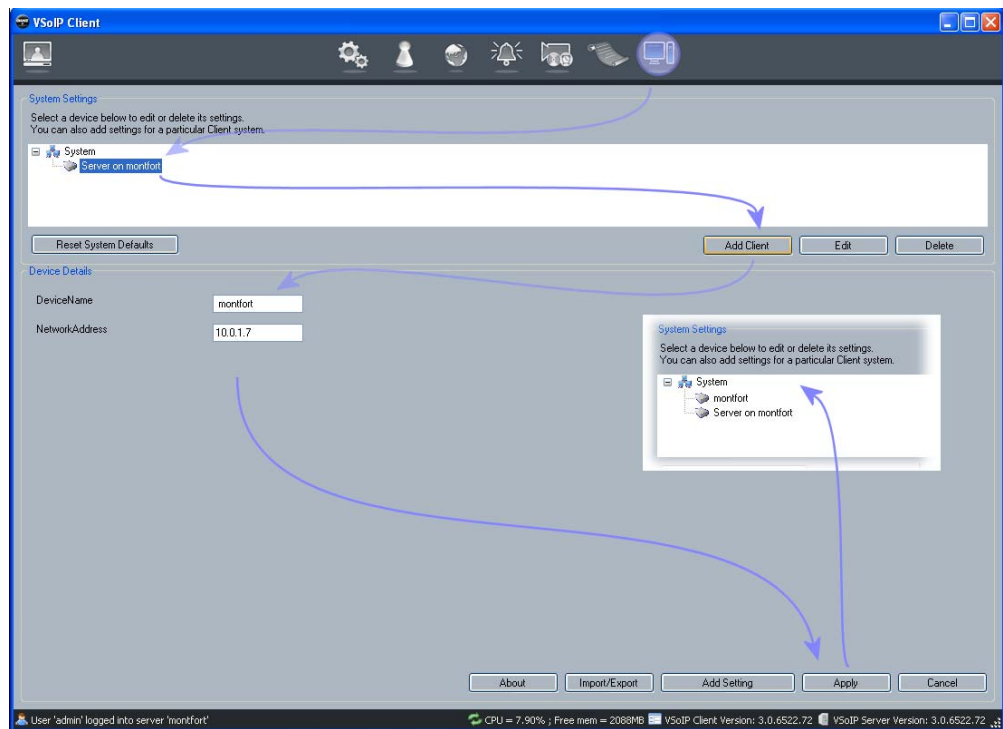 VSoIP Client
System Settings
Select a device below to edit or delete its settings.
You can also add settings for a particular Client system.
System
Server on montfort
Reset System Defaults
Add Client
Edit
Delete
Device Details
DeviceName
montfort
NetworkAddress
10.0.1.7
System Settings
Select a device below to edit or delete its settings.
You can also add settings for a particular Client system.
System
montfort
Server on montfort
About
Import/Export
Add Setting
Apply
Cancel
User 'admin' logged into server 'montfort'
CPU = 7.90% ; Free mem = 2088MB
VSoIP Client Version: 3.0.6522.72
VSoIP Server Version: 3.0.6522.72